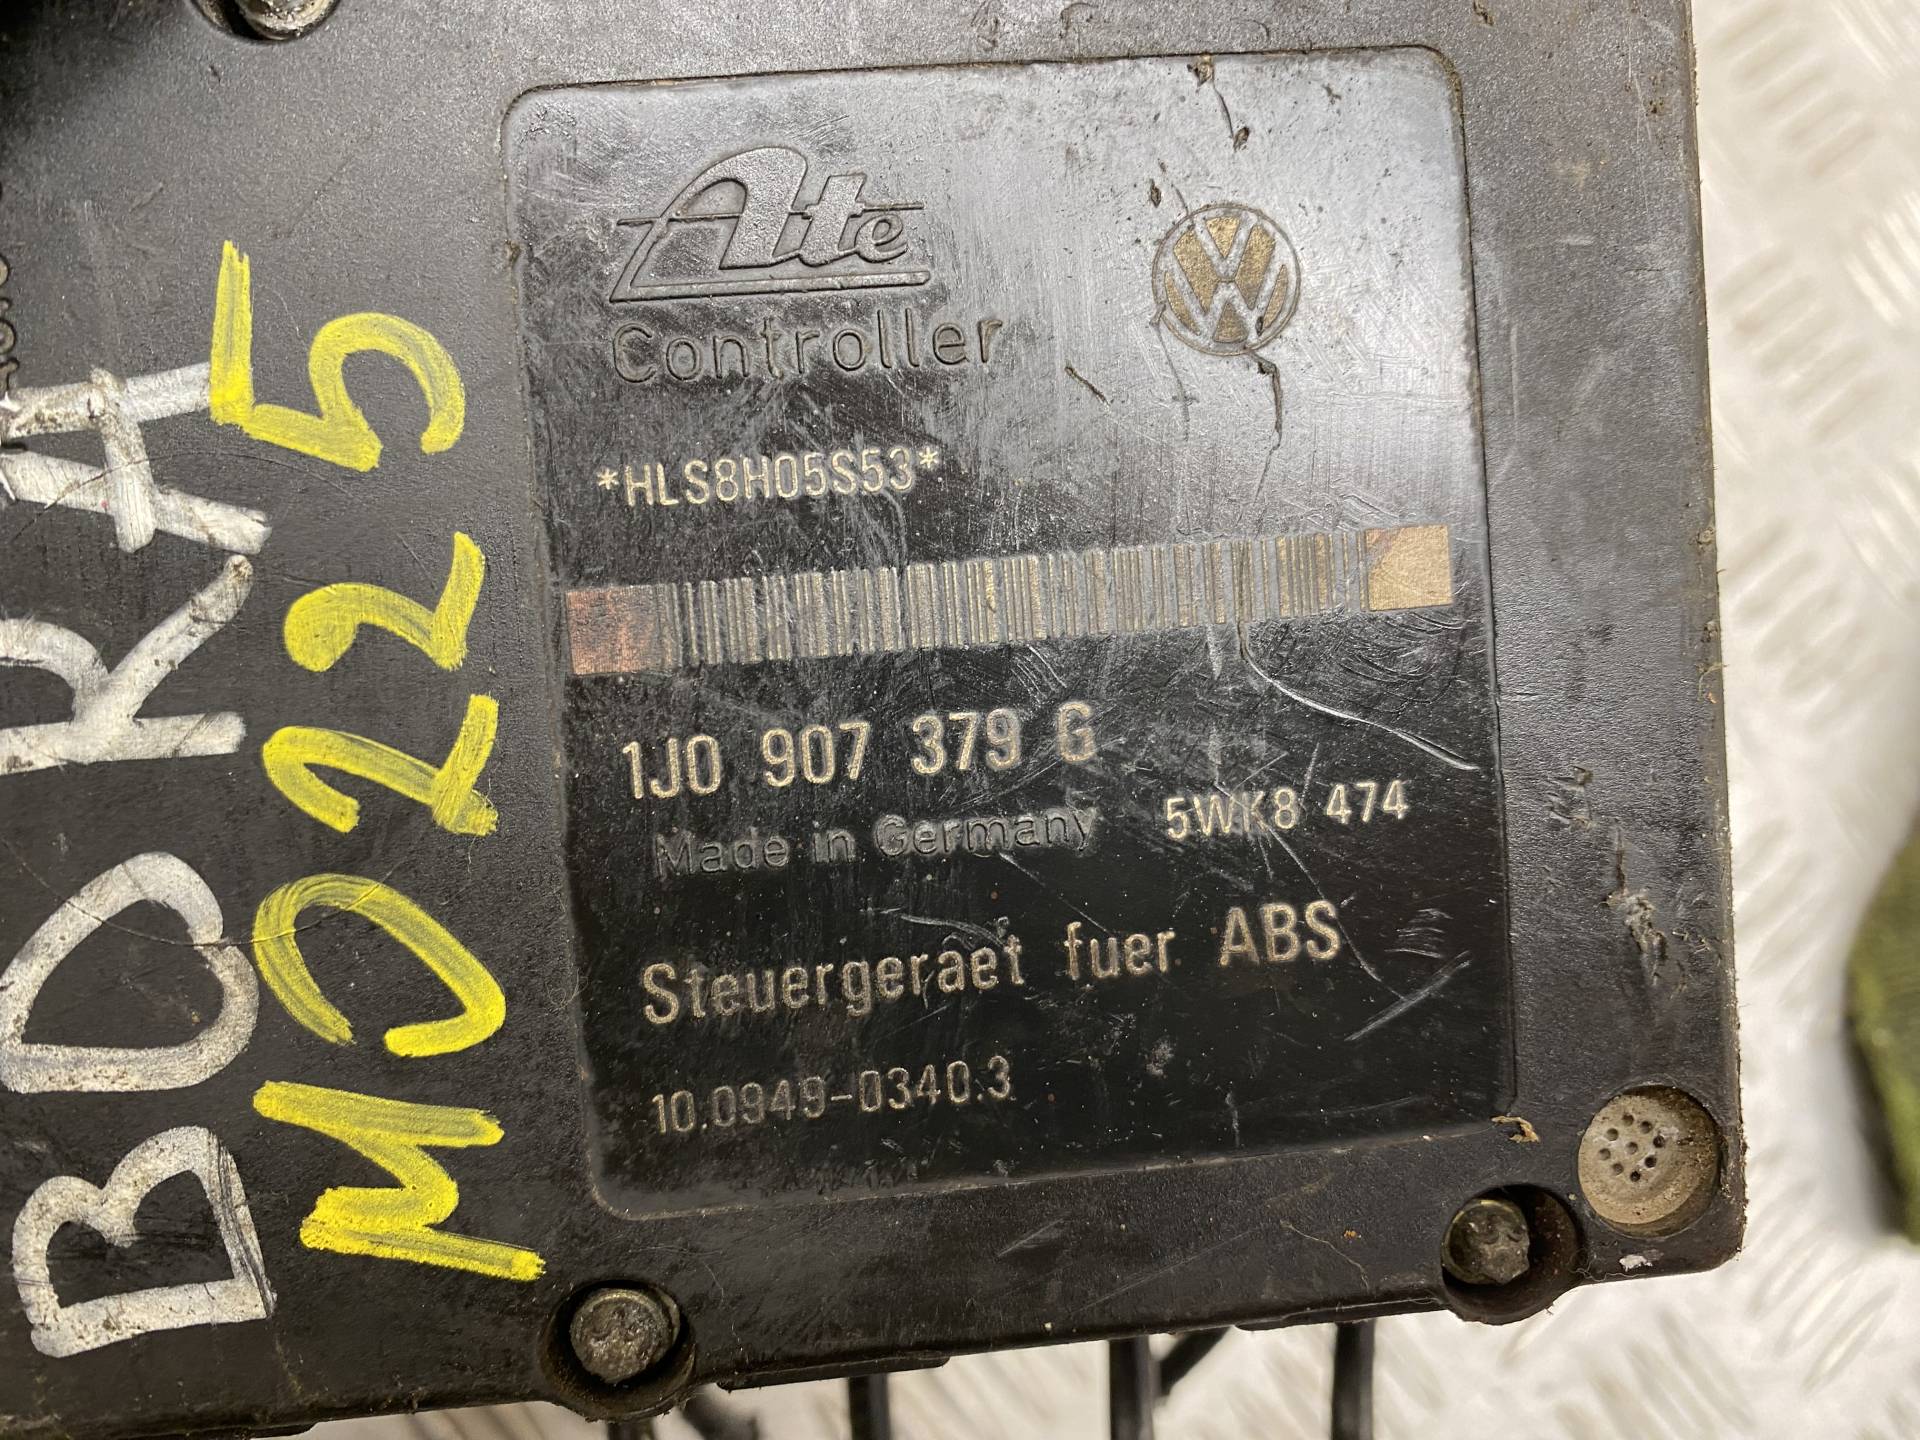 Ate
Controller
*HLS8H05S53*
1J0 907 379 G
Made in Germany 5WK8 474
Steuergeraet fuer ABS
10.0949-0340.3
BORA